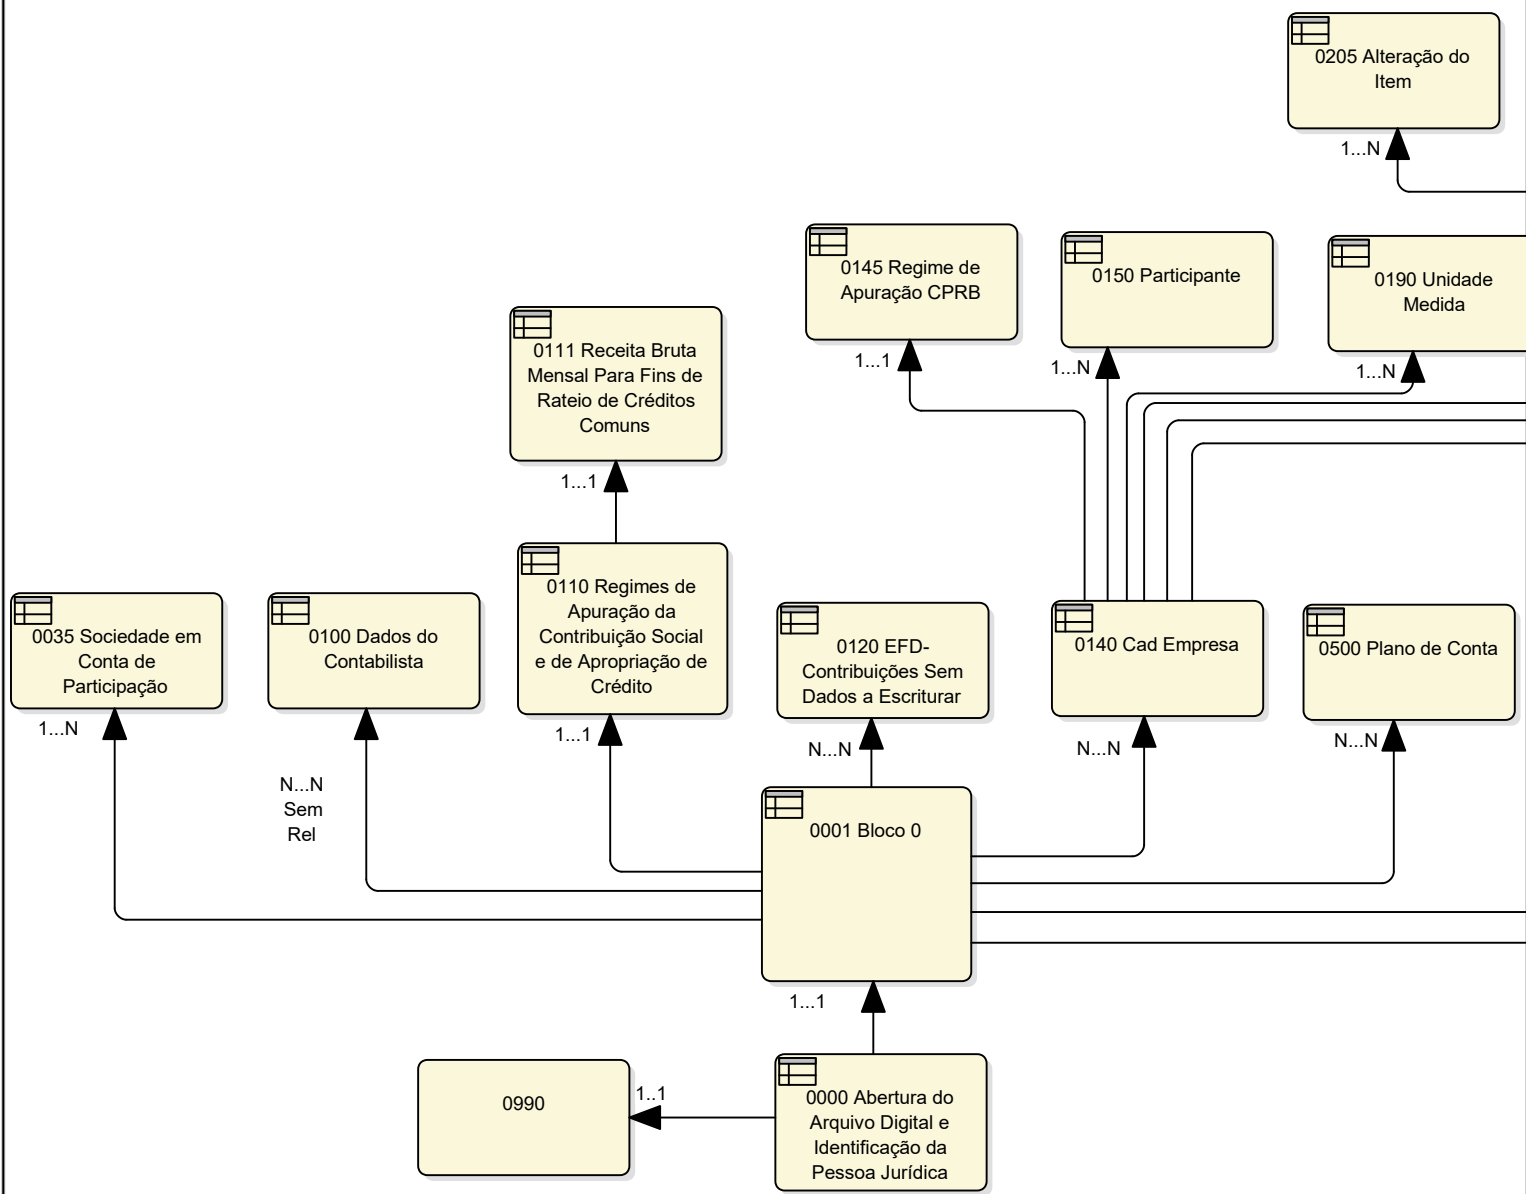 0205 Alteração do
Item
1...N
0145 Regime de
Apuração CPRB
1...1
0150 Participante
1...N
0190 Unidade
Medida
1...N
0111 Receita Bruta
Mensal Para Fins de
Rateio de Créditos
Comuns
1...1
0035 Sociedade em
Conta de
Participação
1...N
0100 Dados do
Contabilista
N...N
Sem
Rel
0110 Regimes de
Apuração da
Contribuição Social
e de Apropriação de
Crédito
1...1
0120 EFD-
Contribuições Sem
Dados a Escriturar
N...N
0140 Cad Empresa
N...N
0500 Plano de Conta
N...N
0001 Bloco 0
1...1
0990
1..1
0000 Abertura do
Arquivo Digital e
Identificação da
Pessoa Jurídica